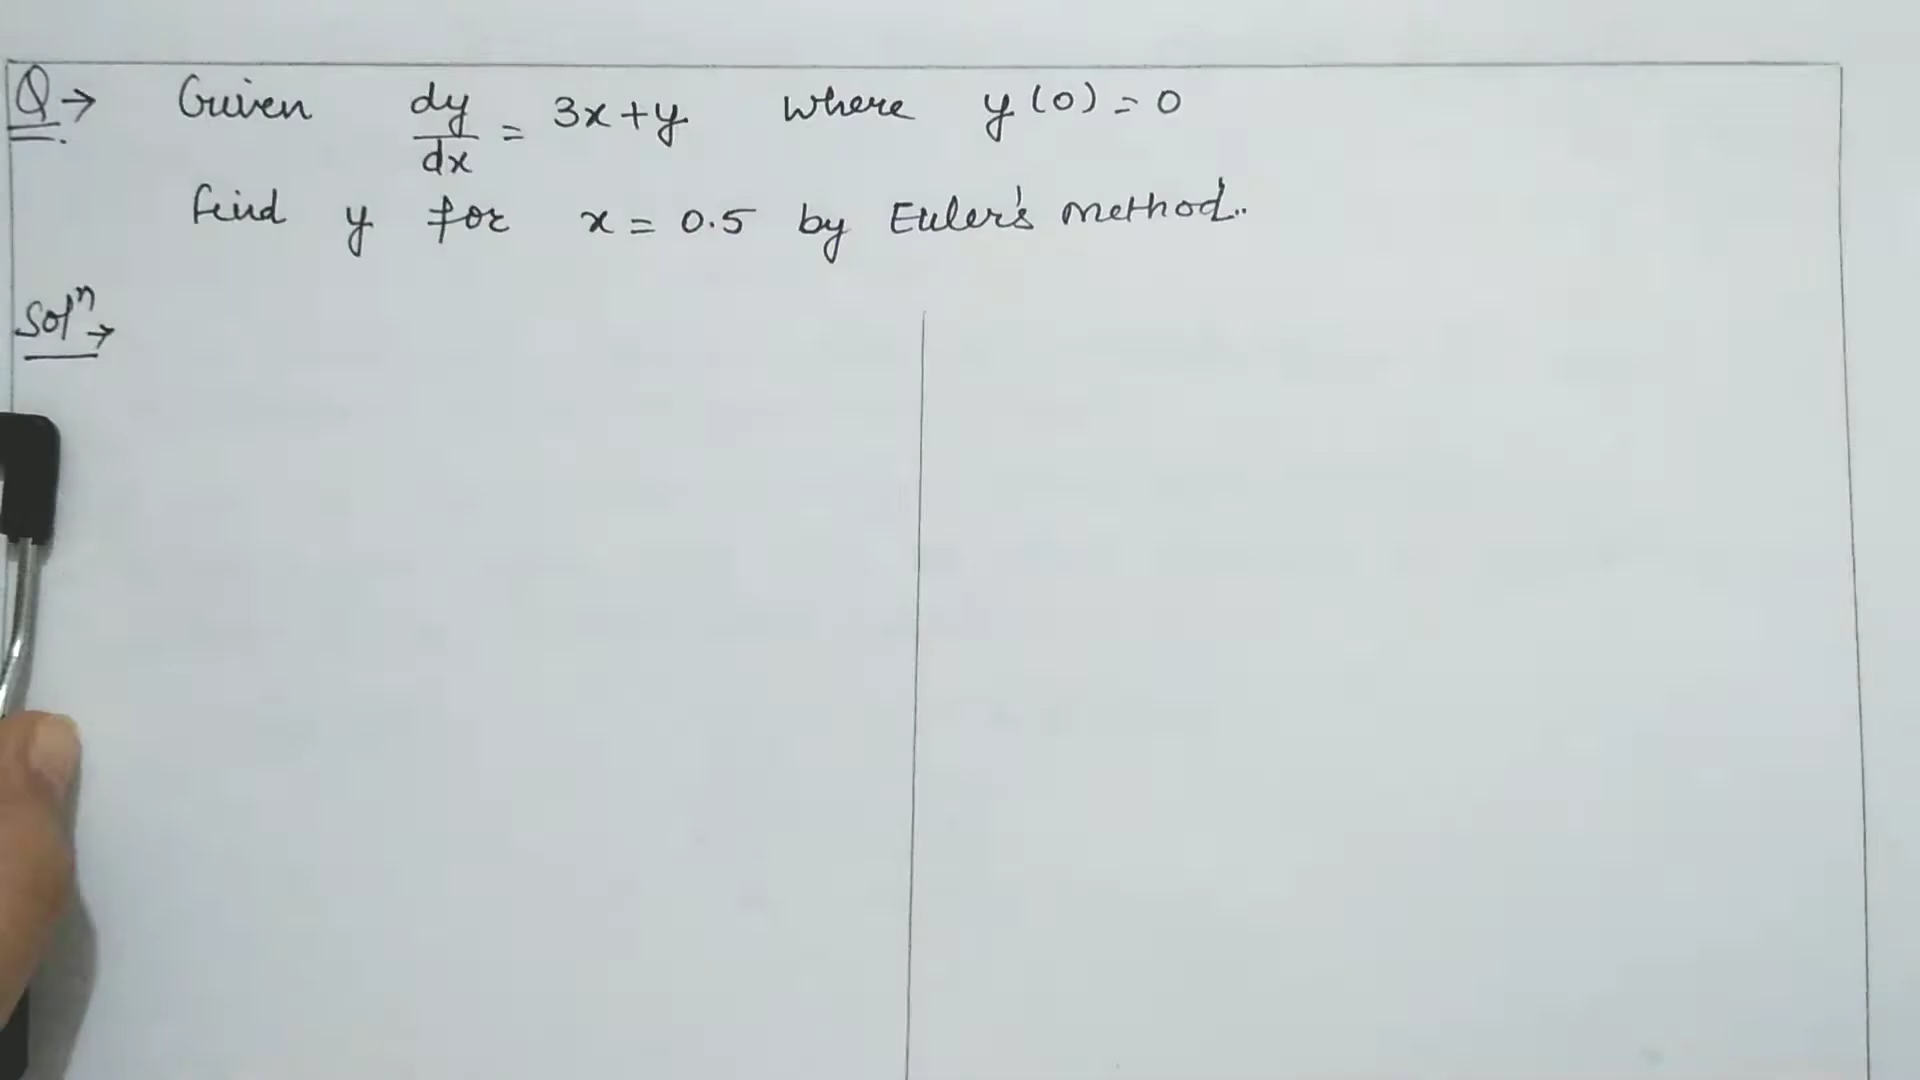 Q→ Given dy/dx = 3x+y where y(0)=0
find y for x = 0.5 by Euler's method..
Solⁿ→